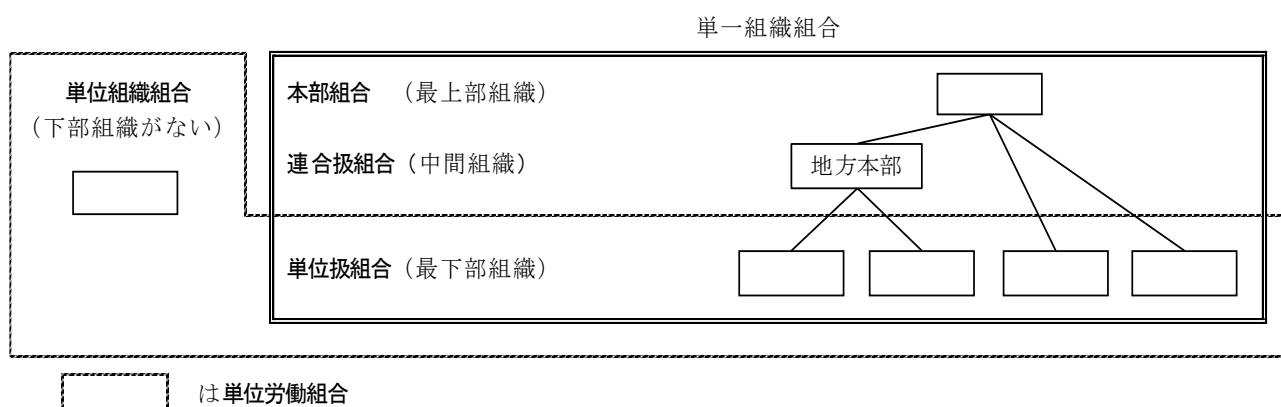 単一組織組合
単位組織組合
（下部組織がない）
本部組合 （最上部組織）
連合扱組合（中間組織）
地方本部
単位扱組合（最下部組織）
は単位労働組合